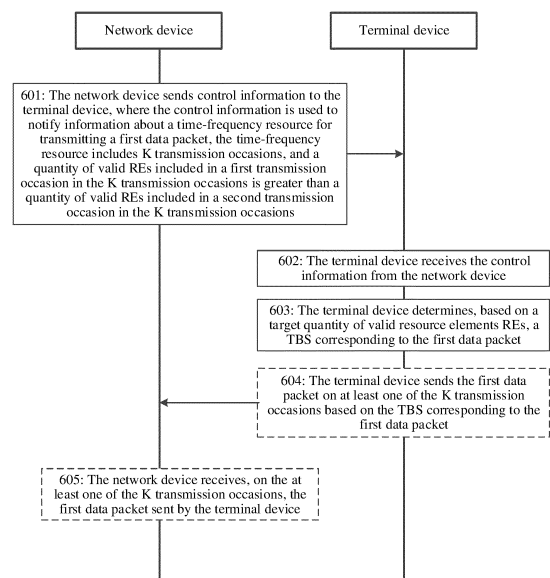 Network device
Terminal device
601: The network device sends control information to the
terminal device, where the control information is used to
notify information about a time-frequency resource for
transmitting a first data packet, the time-frequency
resource includes K transmission occasions, and a
quantity of valid REs included in a first transmission
occasion in the K transmission occasions is greater than a
quantity of valid REs included in a second transmission
occasion in the K transmission occasions
602: The terminal device receives the control
information from the network device
603: The terminal device determines, based on a
target quantity of valid resource elements REs, a
TBS corresponding to the first data packet
604: The terminal device sends the first data
packet on at least one of the K transmission
occasions based on the TBS corresponding to the
first data packet
605: The network device receives, on the at
least one of the K transmission occasions, the
first data packet sent by the terminal device